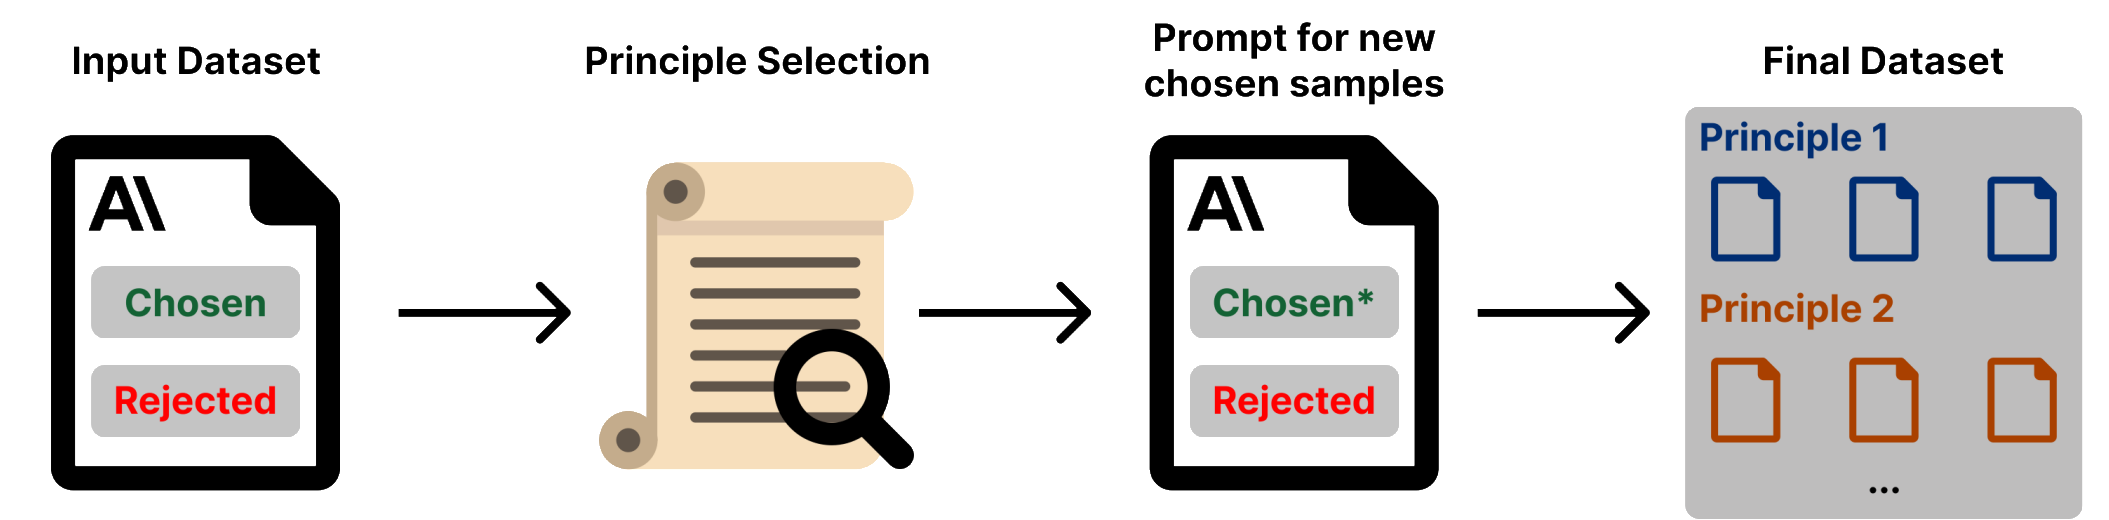 Input Dataset
Principle Selection
Prompt for new
chosen samples
Final Dataset
A\
Chosen
Rejected
A\
Chosen*
Rejected
Principle 1
Principle 2
...